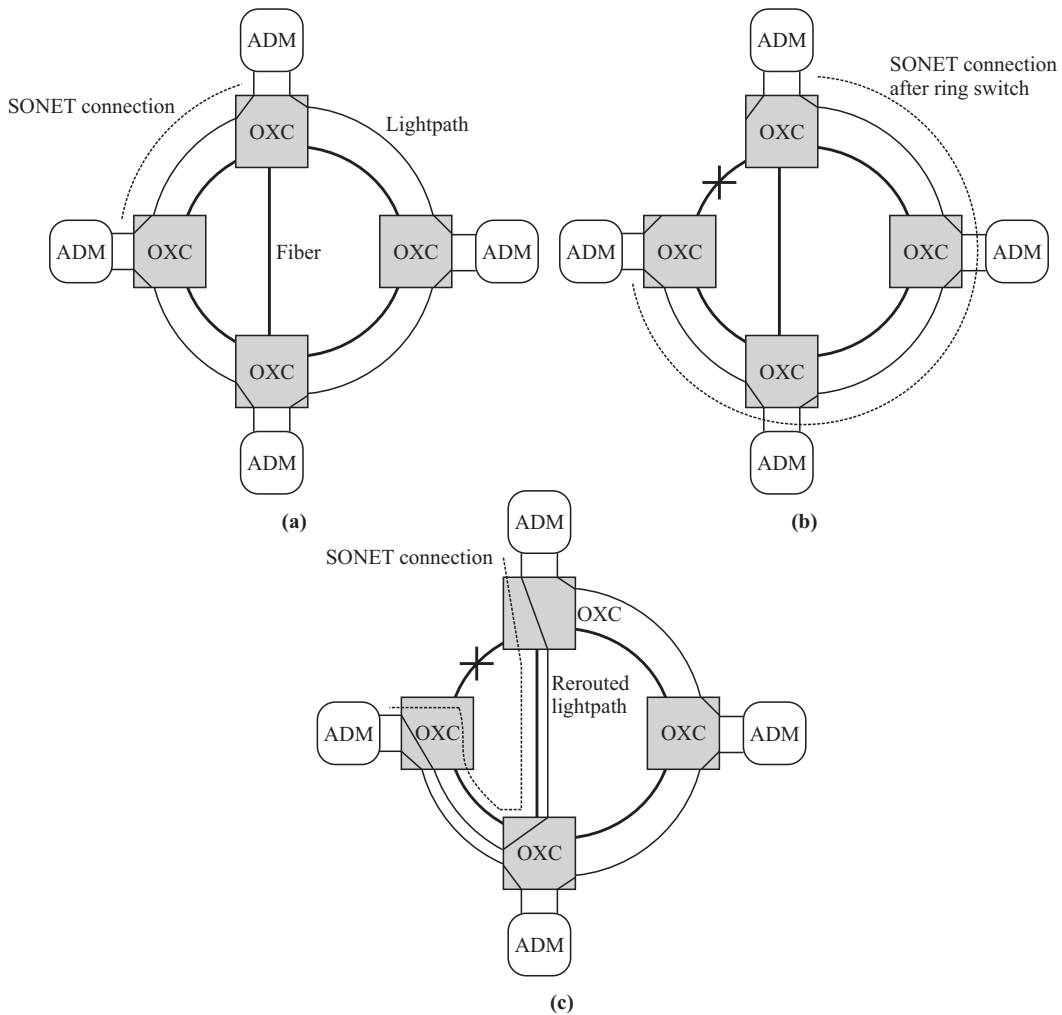 ADM
SONET connection
OXC
Lightpath
ADM
OXC
Fiber
OXC
ADM
OXC
ADM
(a)
ADM
SONET connection
after ring switch
OXC
ADM
OXC
OXC
ADM
OXC
ADM
(b)
ADM
SONET connection
OXC
Rerouted
lightpath
ADM
OXC
OXC
ADM
OXC
ADM
(c)